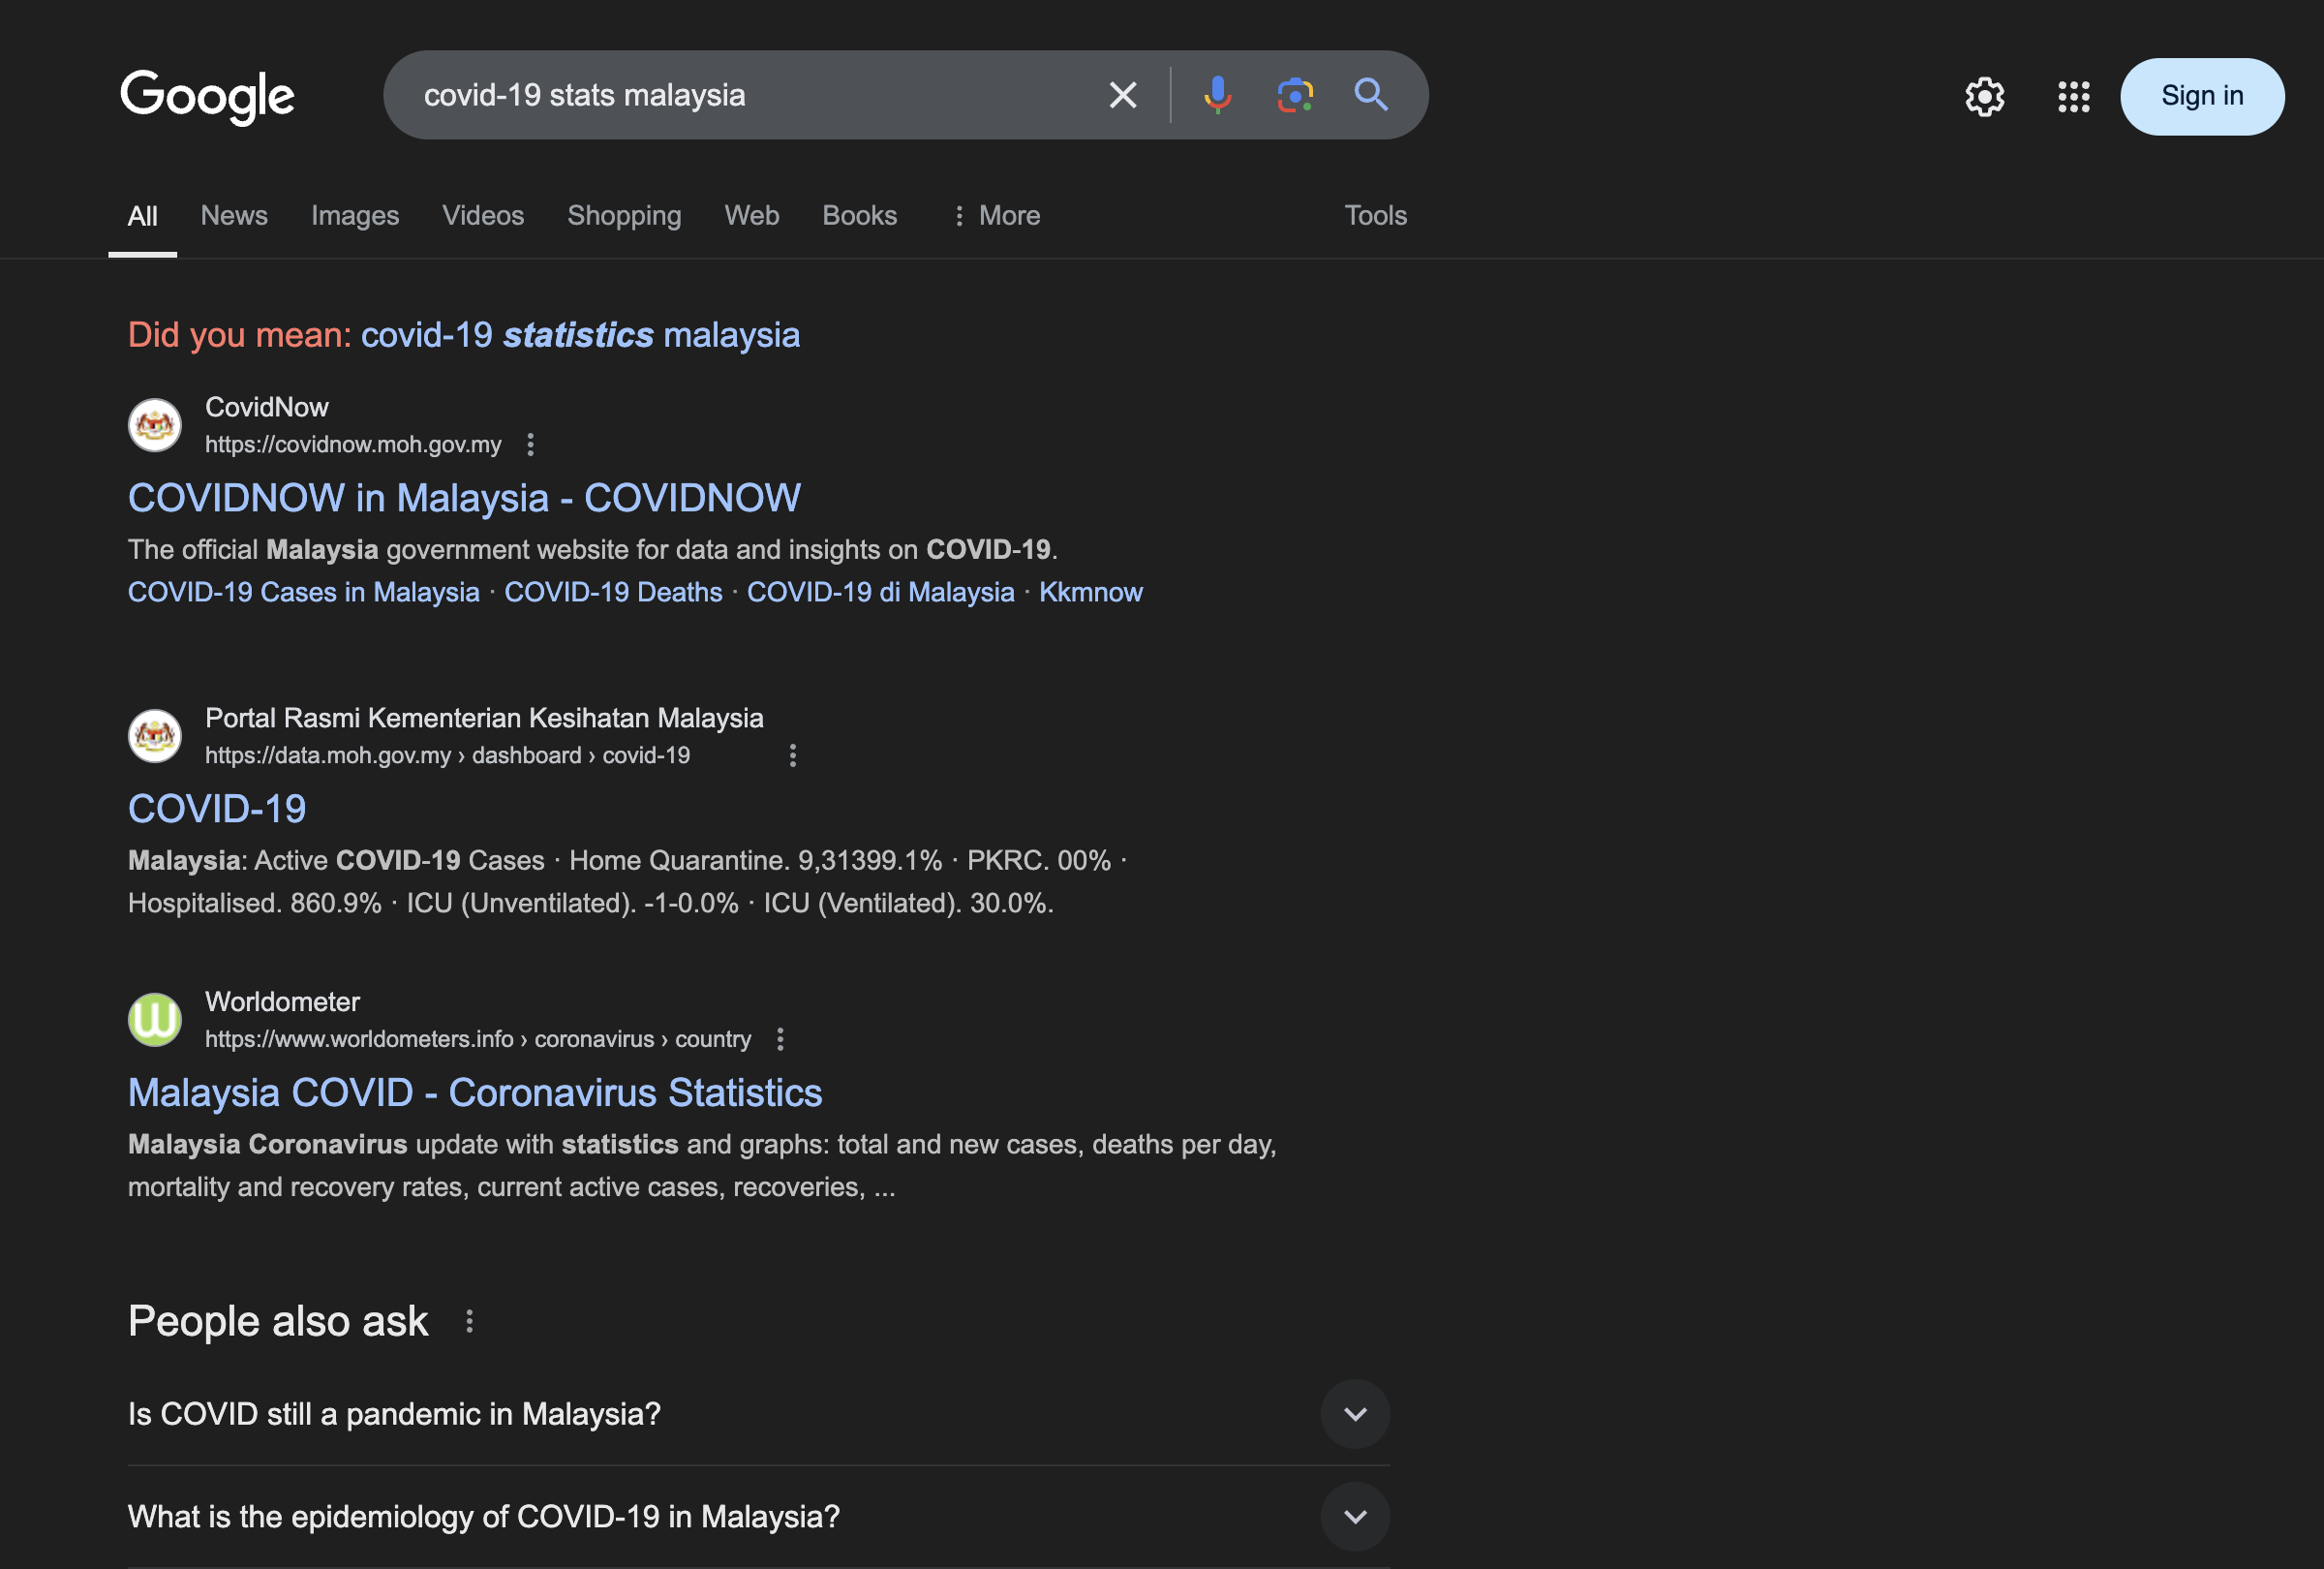 Google
covid-19 stats malaysia
Sign in
All
News
Images
Videos
Shopping
Web
Books
More
Tools
Did you mean: covid-19 statistics malaysia
CovidNow
https://covidnow.moh.gov.my
COVIDNOW in Malaysia - COVIDNOW
The official Malaysia government website for data and insights on COVID-19.
COVID-19 Cases in Malaysia · COVID-19 Deaths · COVID-19 di Malaysia · Kkmnow
Portal Rasmi Kementerian Kesihatan Malaysia
https://data.moh.gov.my › dashboard › covid-19
COVID-19
Malaysia: Active COVID-19 Cases · Home Quarantine. 9,31399.1% · PKRC. 00% ·
Hospitalised. 860.9% · ICU (Unventilated). -1-0.0% · ICU (Ventilated). 30.0%.
W
Worldometer
https://www.worldometers.info › coronavirus › country
Malaysia COVID - Coronavirus Statistics
Malaysia Coronavirus update with statistics and graphs: total and new cases, deaths per day,
mortality and recovery rates, current active cases, recoveries, ...
People also ask
Is COVID still a pandemic in Malaysia?
What is the epidemiology of COVID-19 in Malaysia?